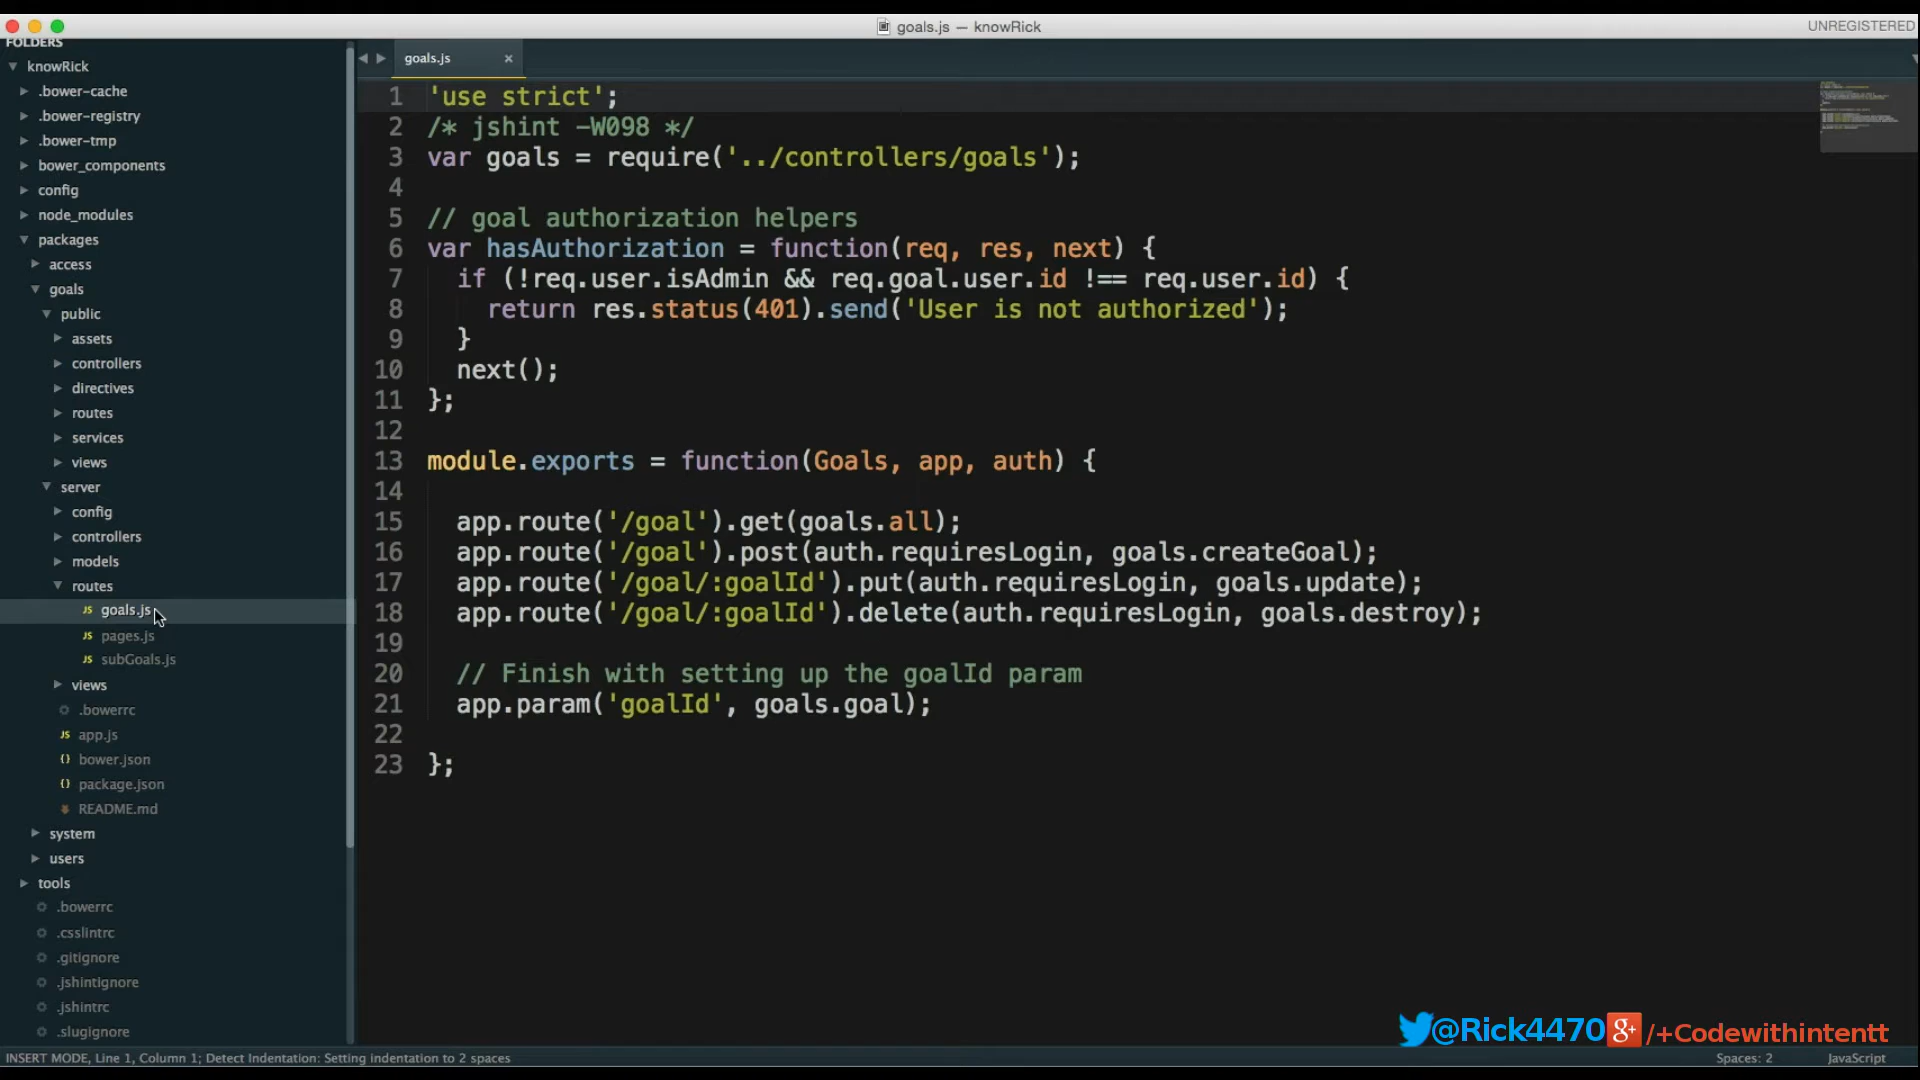 goals.js — knowRick
UNREGISTERED
FOLDERS
knowRick
.bower-cache
.bower-registry
.bower-tmp
bower_components
config
node_modules
packages
access
goals
public
assets
controllers
directives
routes
services
views
server
config
controllers
models
routes
JS goals.js
JS pages.js
JS subGoals.js
views
.bowerrc
JS app.js
{} bower.json
{} package.json
README.md
system
users
tools
.bowerrc
.csslintrc
.gitignore
.jshintignore
.jshintrc
.slugignore
goals.js ×
1 'use strict';
2 /* jshint -W098 */
3 var goals = require('../controllers/goals');
4
5 // goal authorization helpers
6 var hasAuthorization = function(req, res, next) {
7   if (!req.user.isAdmin && req.goal.user.id !== req.user.id) {
8     return res.status(401).send('User is not authorized');
9   }
10   next();
11 };
12
13 module.exports = function(Goals, app, auth) {
14
15   app.route('/goal').get(goals.all);
16   app.route('/goal').post(auth.requiresLogin, goals.createGoal);
17   app.route('/goal/:goalId').put(auth.requiresLogin, goals.update);
18   app.route('/goal/:goalId').delete(auth.requiresLogin, goals.destroy);
19
20   // Finish with setting up the goalId param
21   app.param('goalId', goals.goal);
22
23 };
@Rick4470 g+ /+Codewithintentt
INSERT MODE, Line 1, Column 1; Detect Indentation: Setting indentation to 2 spaces
Spaces: 2
JavaScript